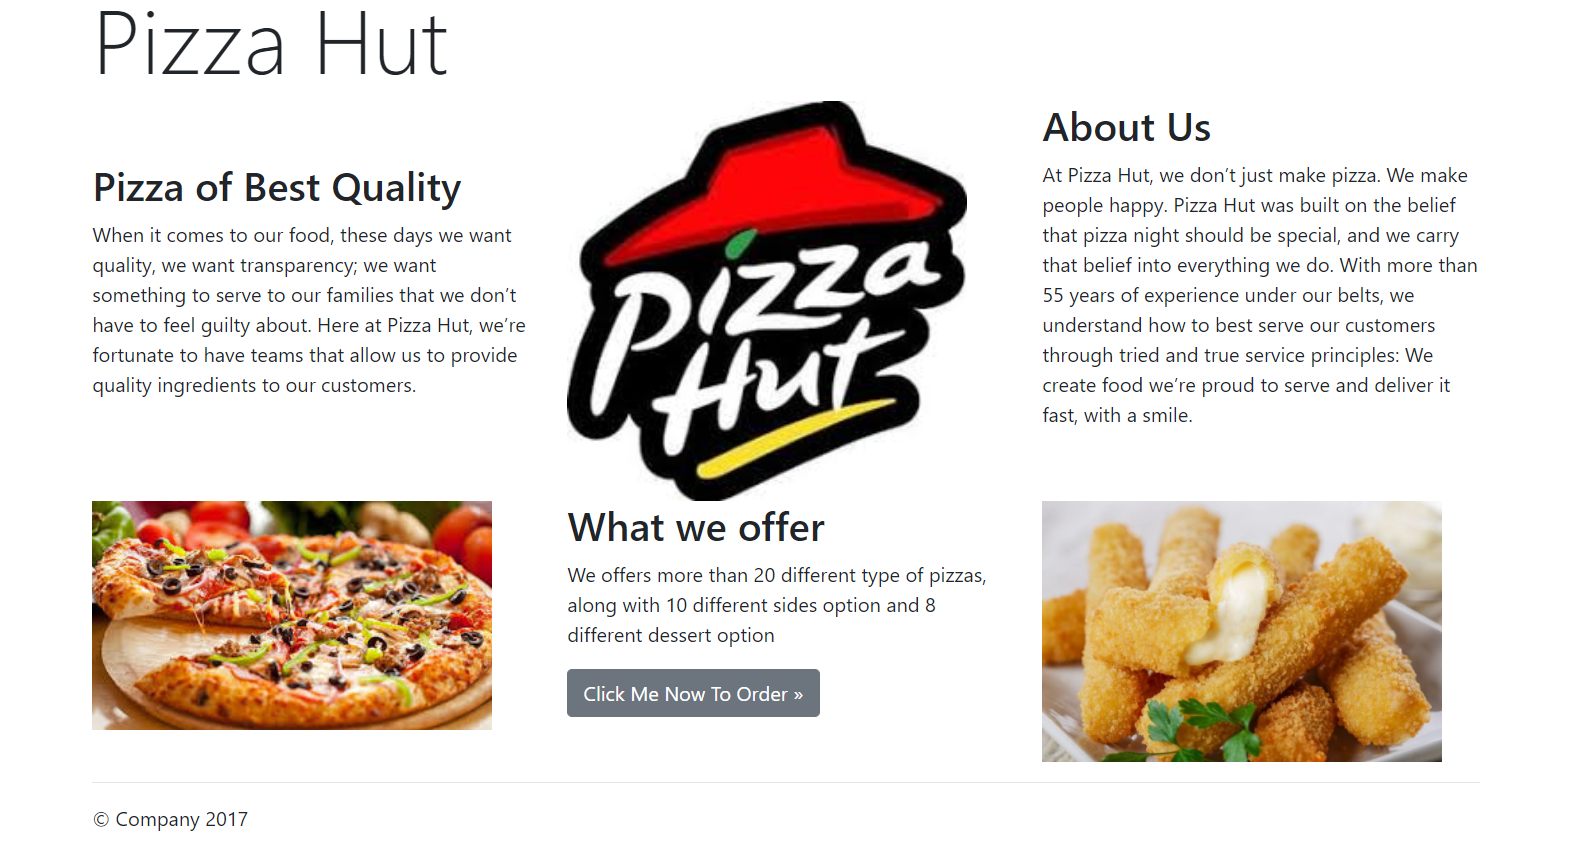 Pizza Hut
Pizza of Best Quality
When it comes to our food, these days we want
quality, we want transparency; we want
something to serve to our families that we don’t
have to feel guilty about. Here at Pizza Hut, we’re
fortunate to have teams that allow us to provide
quality ingredients to our customers.
Pizza
Hut
About Us
At Pizza Hut, we don’t just make pizza. We make
people happy. Pizza Hut was built on the belief
that pizza night should be special, and we carry
that belief into everything we do. With more than
55 years of experience under our belts, we
understand how to best serve our customers
through tried and true service principles: We
create food we’re proud to serve and deliver it
fast, with a smile.
What we offer
We offers more than 20 different type of pizzas,
along with 10 different sides option and 8
different dessert option
Click Me Now To Order »
© Company 2017